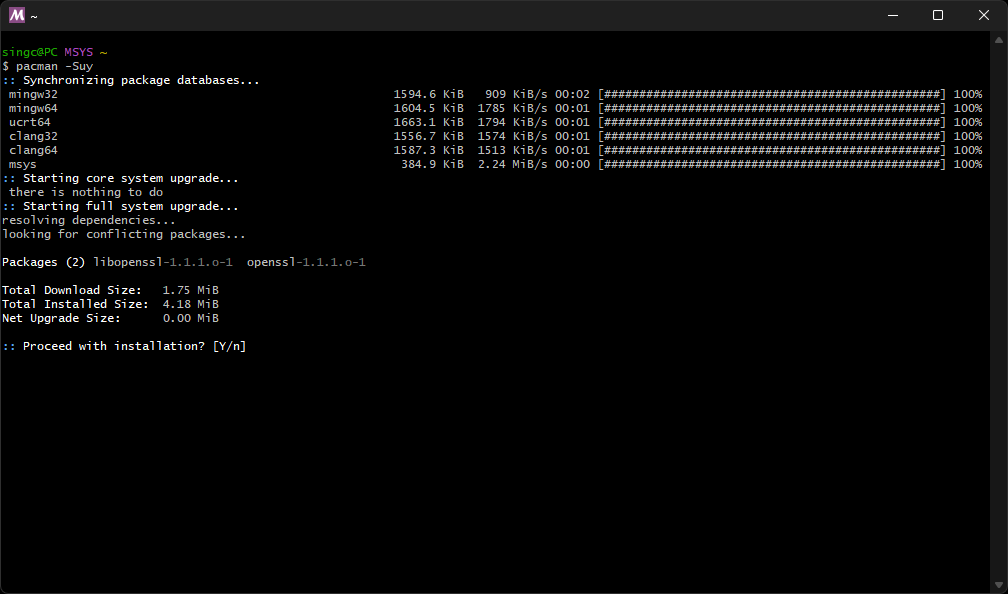 M ~
singc@PC MSYS ~
$ pacman -Suy
:: Synchronizing package databases...
 mingw32 1594.6 KiB 909 KiB/s 00:02 [################################################] 100%
 mingw64 1604.5 KiB 1785 KiB/s 00:01 [################################################] 100%
 ucrt64 1663.1 KiB 1794 KiB/s 00:01 [################################################] 100%
 clang32 1556.7 KiB 1574 KiB/s 00:01 [################################################] 100%
 clang64 1587.3 KiB 1513 KiB/s 00:01 [################################################] 100%
 msys 384.9 KiB 2.24 MiB/s 00:00 [################################################] 100%
:: Starting core system upgrade...
 there is nothing to do
:: Starting full system upgrade...
resolving dependencies...
looking for conflicting packages...
Packages (2) libopenssl-1.1.1.o-1 openssl-1.1.1.o-1
Total Download Size: 1.75 MiB
Total Installed Size: 4.18 MiB
Net Upgrade Size: 0.00 MiB
:: Proceed with installation? [Y/n]